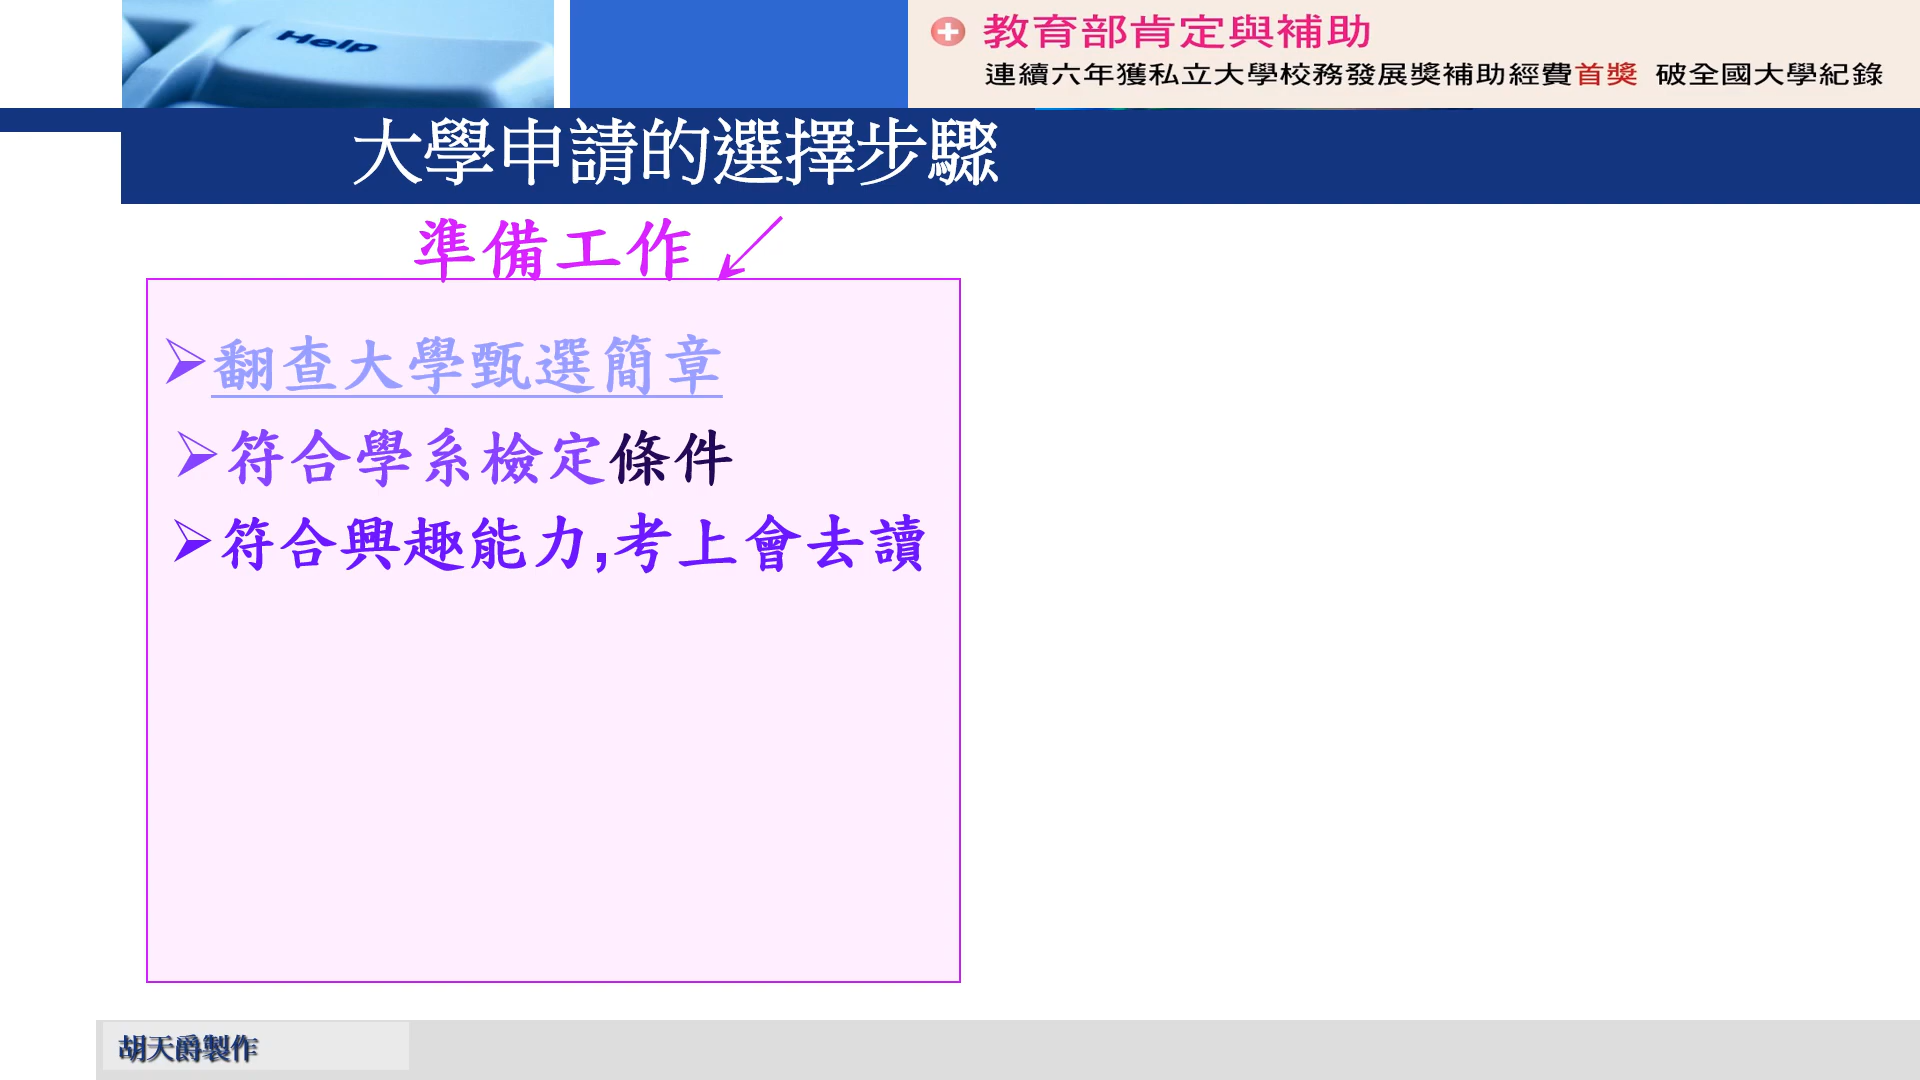 Help
教育部肯定與補助
連續六年獲私立大學校務發展獎補助經費首獎 破全國大學紀錄
大學申請的選擇步驟
準備工作↙
➢翻查大學甄選簡章
➢符合學系檢定條件
➢符合興趣能力,考上會去讀
胡天爵製作